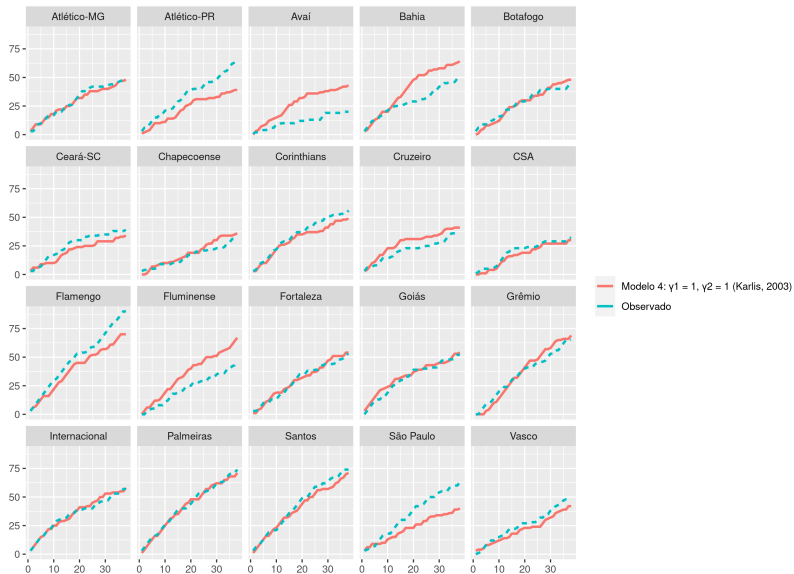 Atlético-MG Atlético-PR Avaí Bahia Botafogo
75
50
25
0
Ceará-SC Chapecoense Corinthians Cruzeiro CSA
75
50
25
0
Modelo 4: γ1 = 1, γ2 = 1 (Karlis, 2003)
Observado
Flamengo Fluminense Fortaleza Goiás Grêmio
75
50
25
0
Internacional Palmeiras Santos São Paulo Vasco
75
50
25
0
0 10 20 30 0 10 20 30 0 10 20 30 0 10 20 30 0 10 20 30